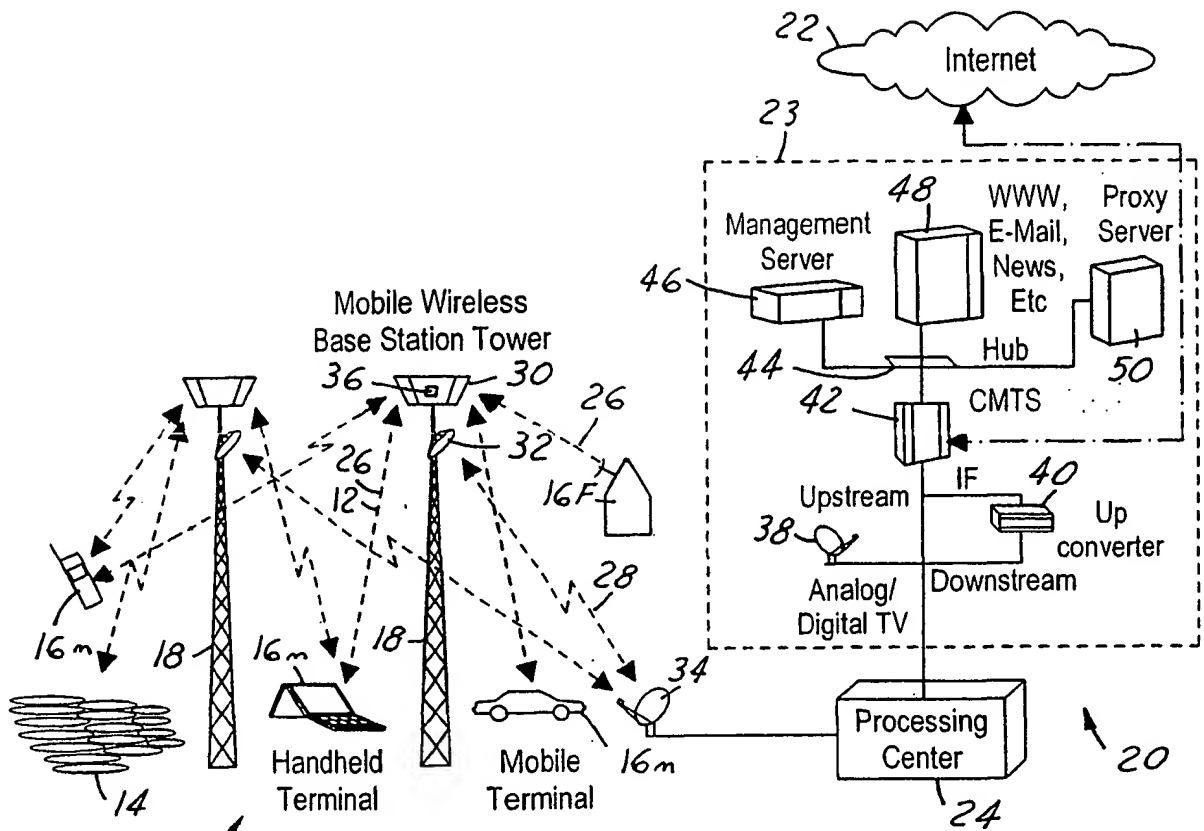 22
Internet
23
48
WWW,
E-Mail,
News,
Etc
Proxy
Server
Management
Server
46
Mobile Wireless
Base Station Tower
36
30
44
Hub
50
42
CMTS
26
32
26
12
16F
IF
40
Upstream
38
Up
converter
28
Downstream
Analog/
Digital TV
16m
18
16m
18
34
Processing
Center
20
14
Handheld
Terminal
Mobile
Terminal
16m
24